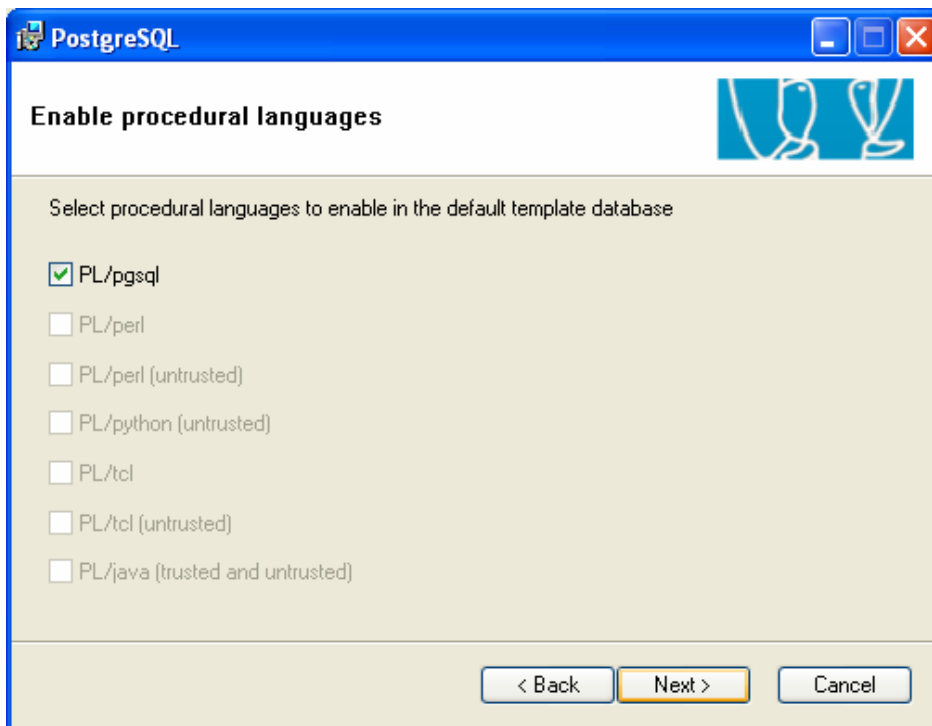 PostgreSQL
Enable procedural languages
Select procedural languages to enable in the default template database
PL/pgsql
PL/perl
PL/perl (untrusted)
PL/python (untrusted)
PL/tcl
PL/tcl (untrusted)
PL/java (trusted and untrusted)
< Back Next > Cancel